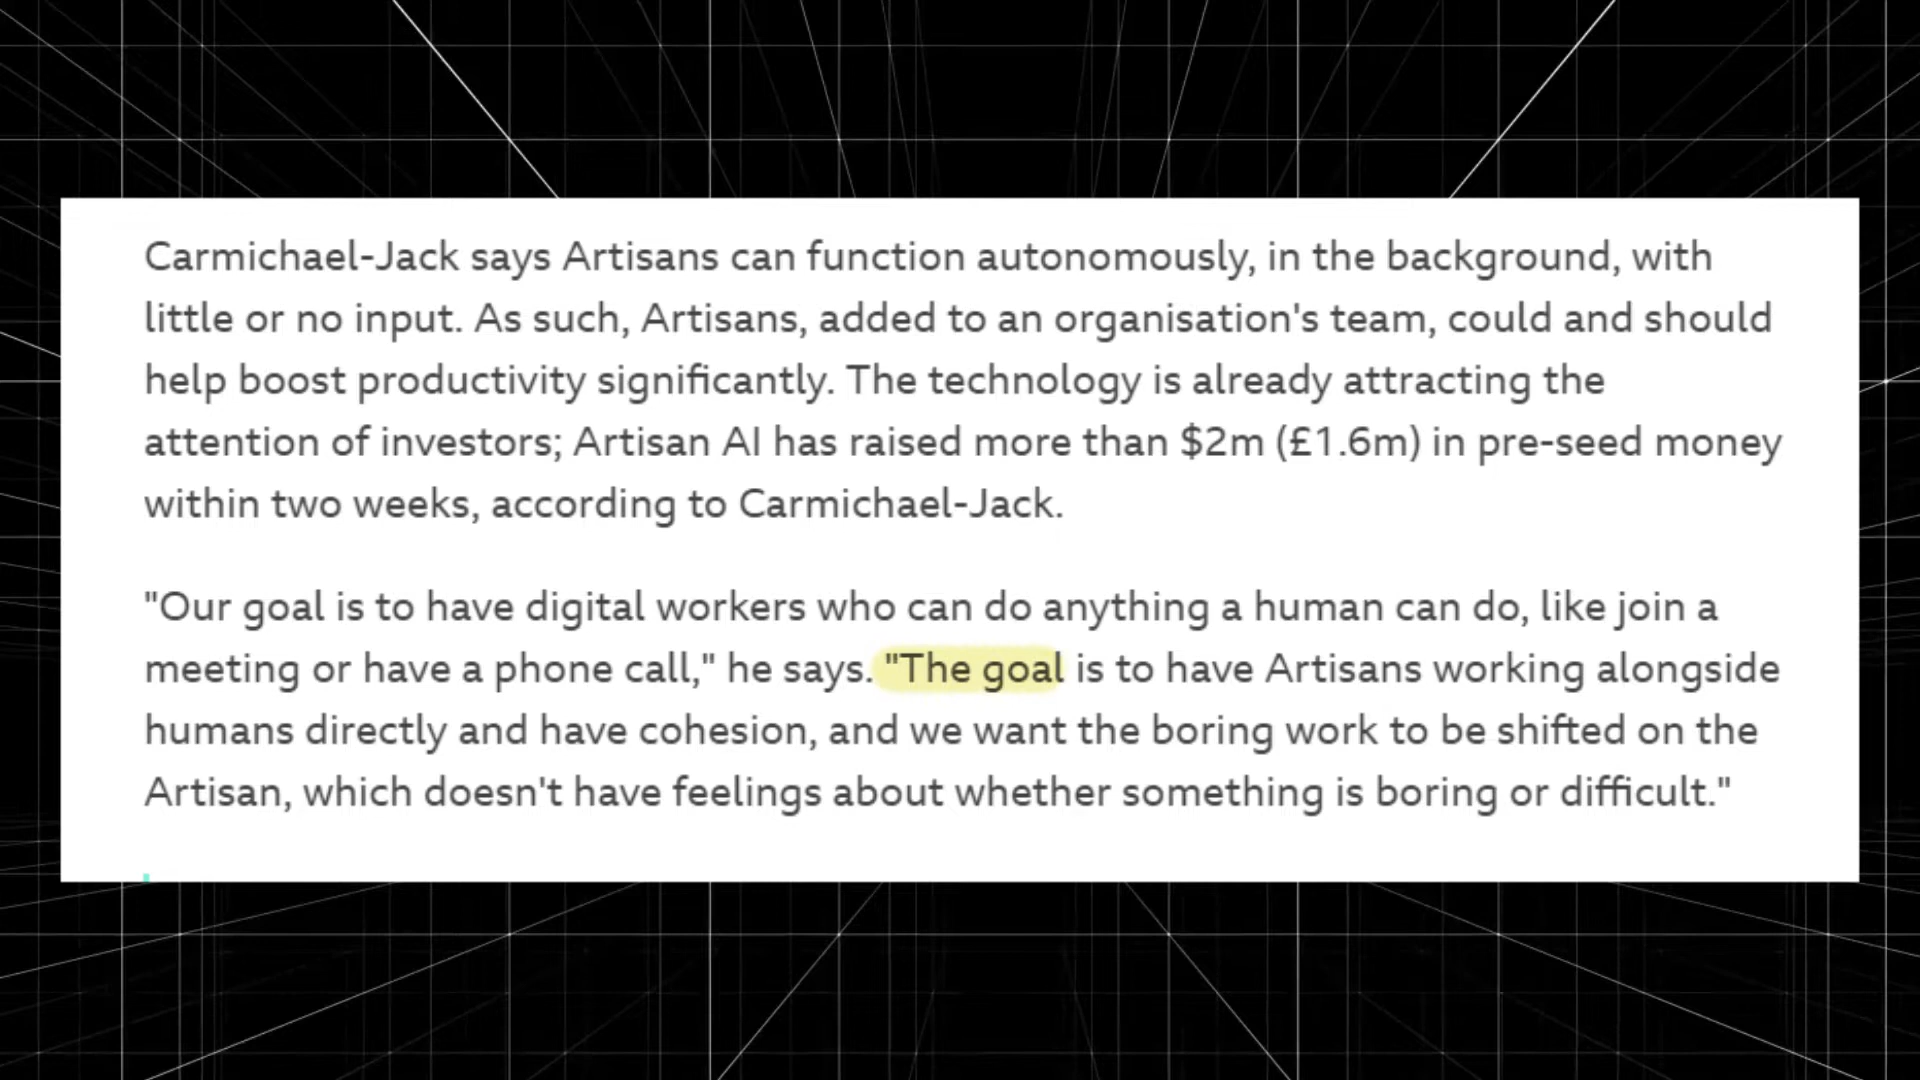 Carmichael-Jack says Artisans can function autonomously, in the background, with
little or no input. As such, Artisans, added to an organisation's team, could and should
help boost productivity significantly. The technology is already attracting the
attention of investors; Artisan AI has raised more than $2m (£1.6m) in pre-seed money
within two weeks, according to Carmichael-Jack.
"Our goal is to have digital workers who can do anything a human can do, like join a
meeting or have a phone call," he says. "The goal is to have Artisans working alongside
humans directly and have cohesion, and we want the boring work to be shifted on the
Artisan, which doesn't have feelings about whether something is boring or difficult."